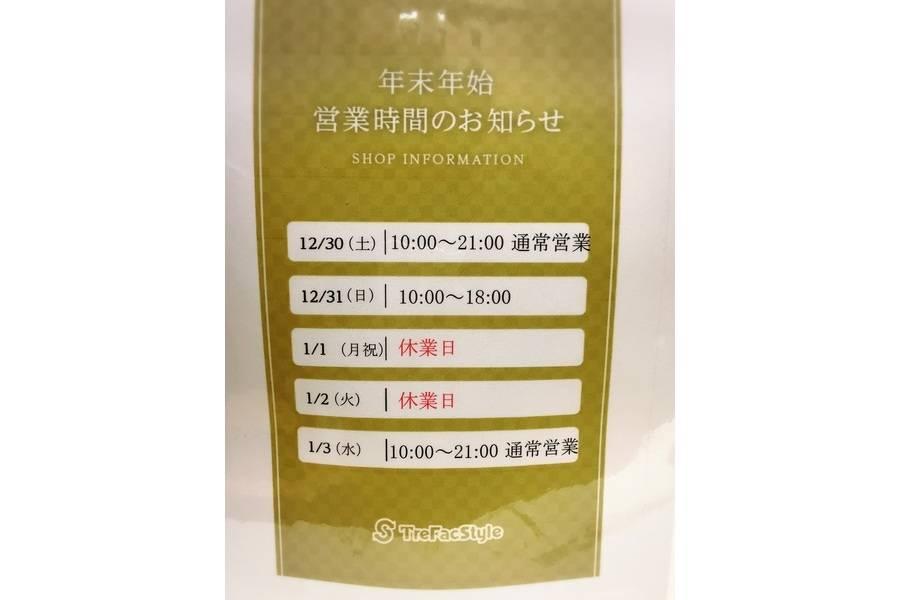 年末年始
営業時間のお知らせ
SHOP INFORMATION
12/30(土) 10:00〜21:00 通常営業
12/31(日) 10:00〜18:00
1/1 (月祝) 休業日
1/2(火) 休業日
1/3(水) 10:00〜21:00 通常営業
TreFacStyle